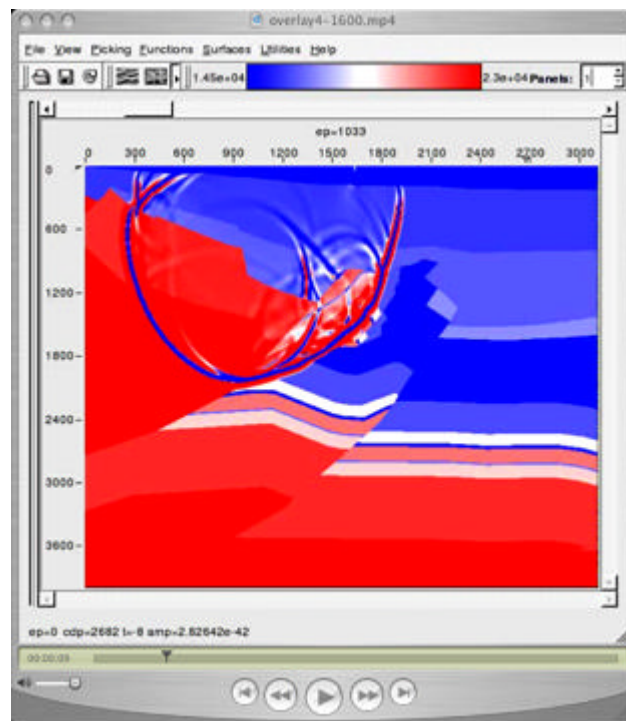 overlay4-1600.mp4
File View Picking Functions Surfaces Utilities Help
1.45e+04 2.3e+04 Panels: 1
ep=1033
0 300 600 900 1200 1500 1800 2100 2400 2700 3000
0
600
1200
1800
2400
3000
3600
ep=0 cdp=2682 t=-8 amp=2.82642e-42
00:00:09